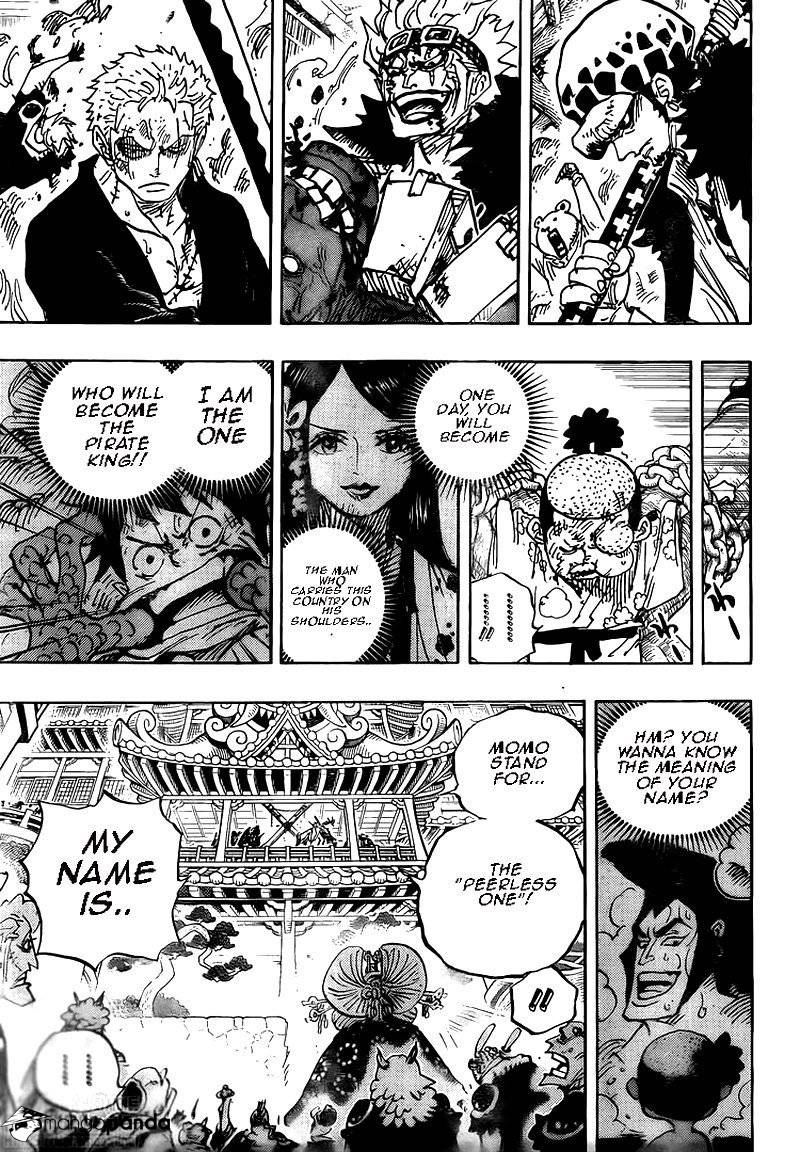 ONE
DAY, YOU
WILL
BECOME
THE MAN
WHO
CARRIES THIS
COUNTRY ON
HIS
SHOULDERS..
I AM
THE
ONE
WHO WILL
BECOME
THE
PIRATE
KING!!
HM? YOU
WANNA KNOW
THE MEANING
OF YOUR
NAME?
MOMO
STAND
FOR...
THE
"PEERLESS
ONE"!
!!
MY
NAME
IS..
mangapanda